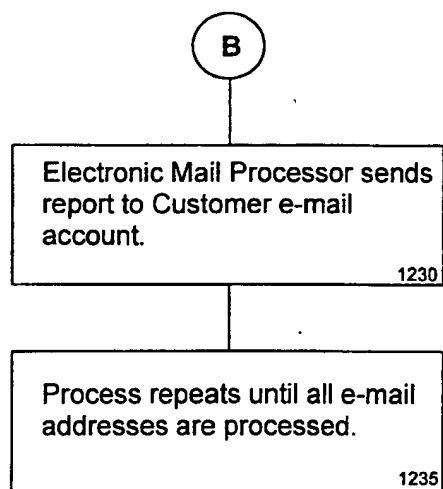 B
Electronic Mail Processor sends
report to Customer e-mail
account.
1230
Process repeats until all e-mail
addresses are processed.
1235